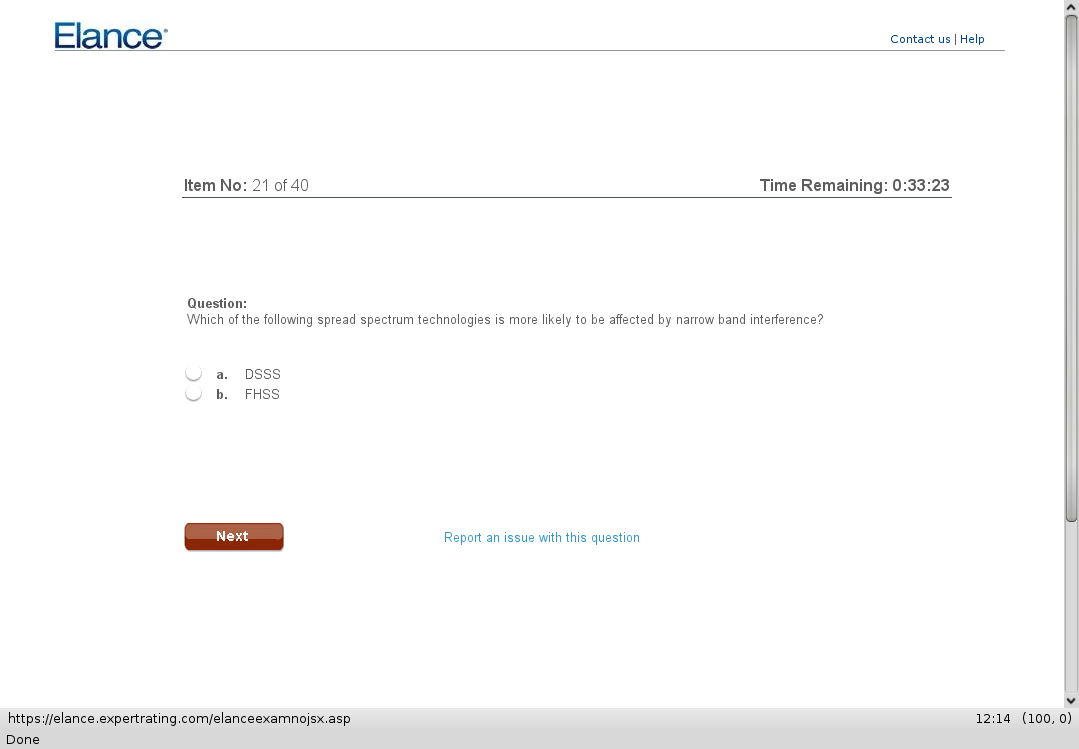 Elance
Contact us | Help
Item No: 21 of 40
Time Remaining: 0:33:23
Question:
Which of the following spread spectrum technologies is more likely to be affected by narrow band interference?
a. DSSS
b. FHSS
Next
Report an issue with this question
https://elance.expertrating.com/elanceexamnojsx.asp
12:14 (100, 0)
Done